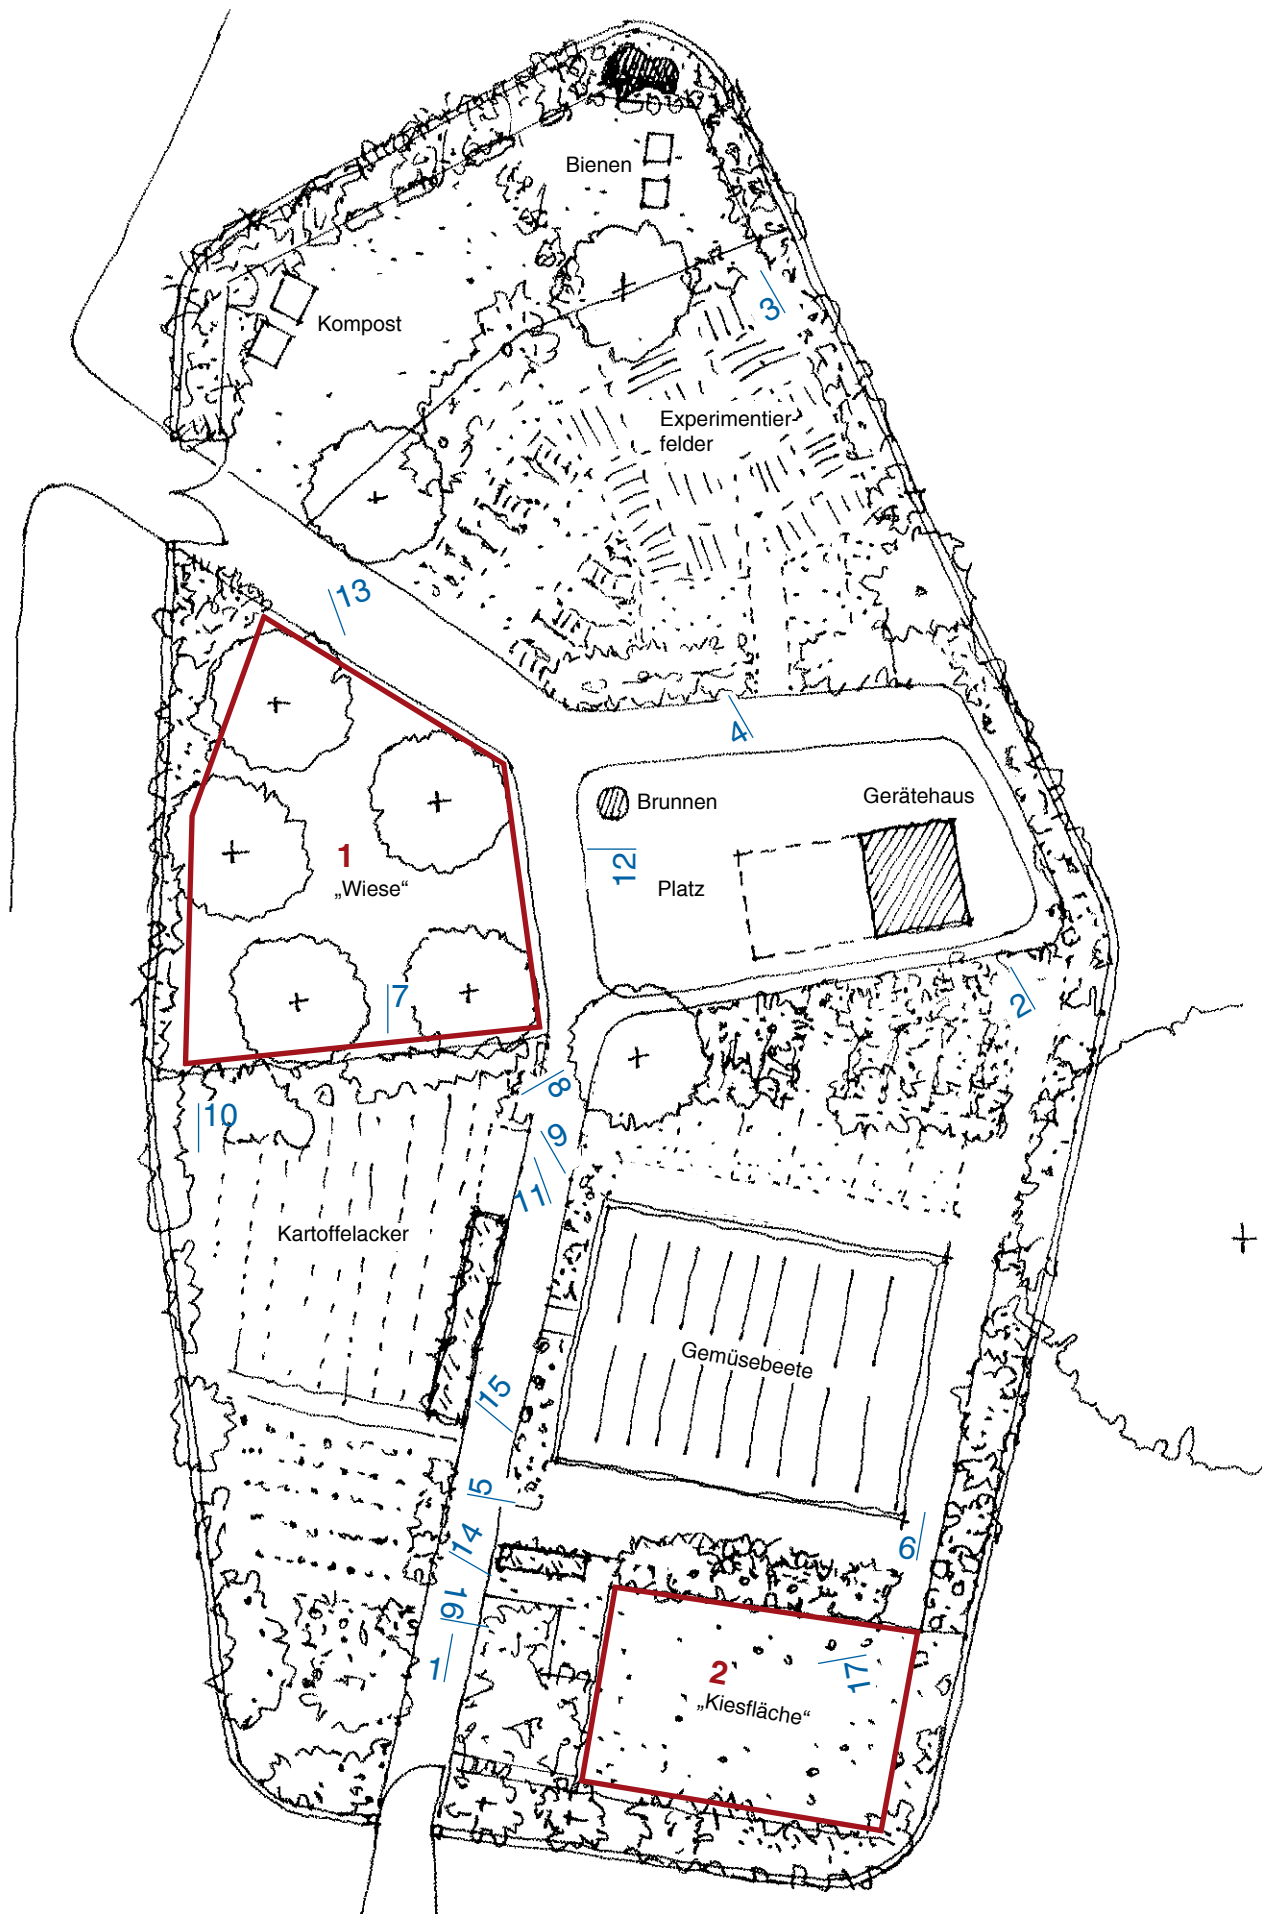 Bienen
3
Kompost
Experimentier-
felder
13
4
Brunnen
Gerätehaus
12
1
„Wiese“
Platz
7
2
8
10
9
11
Kartoffelacker
Gemüsebeete
15
5
14
6
16
1
2
„Kiesfläche“
17